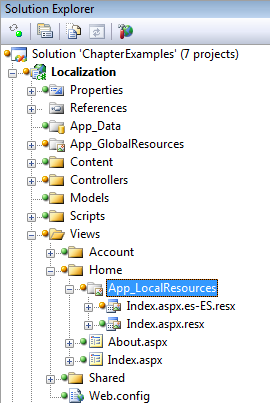 Solution Explorer
Solution 'ChapterExamples' (7 projects)
Localization
Properties
References
App_Data
App_GlobalResources
Content
Controllers
Models
Scripts
Views
Account
Home
App_LocalResources
Index.aspx.es-ES.resx
Index.aspx.resx
About.aspx
Index.aspx
Shared
Web.config